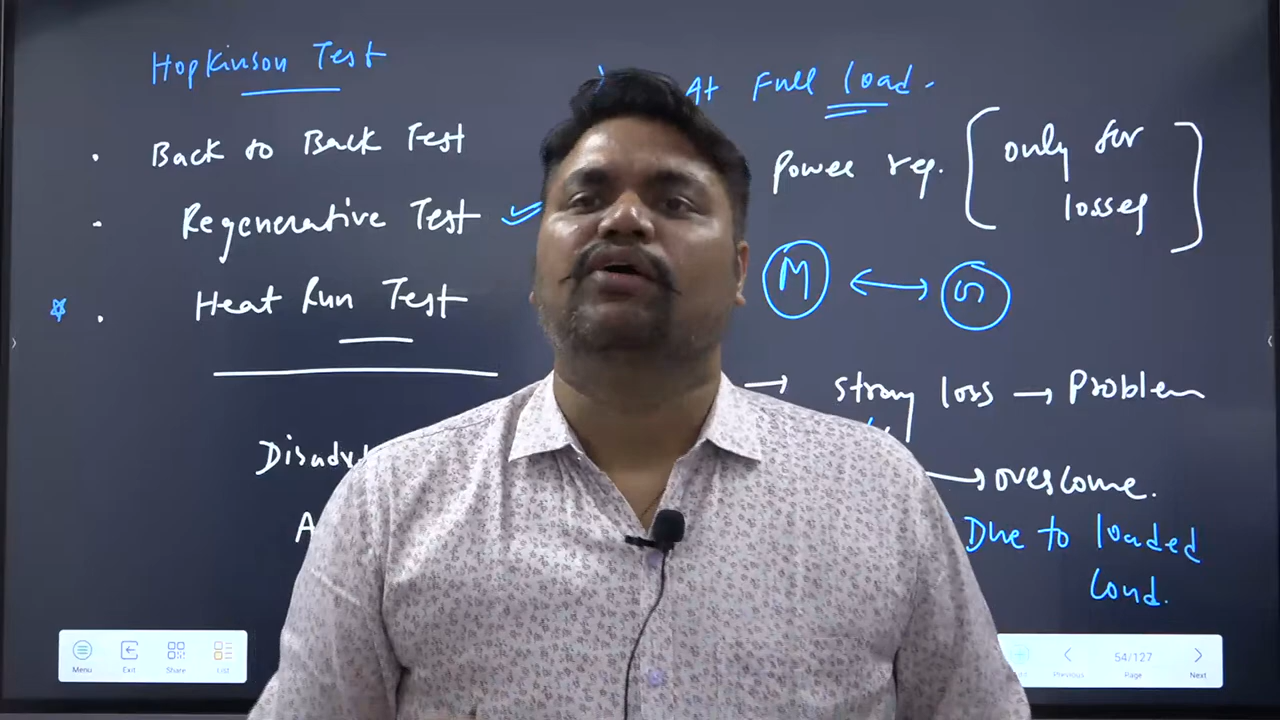 Hopkinson Test
• Back to Back Test
• Regenerative Test
• Heat Run Test
At Full load.
Power req. [only for
losses]
M ↔ G
→ stray loss → Problem
→ overcome.
Due to loaded
Cond.
Menu
Exit
Share
List
54/127
Previous
Page
Next